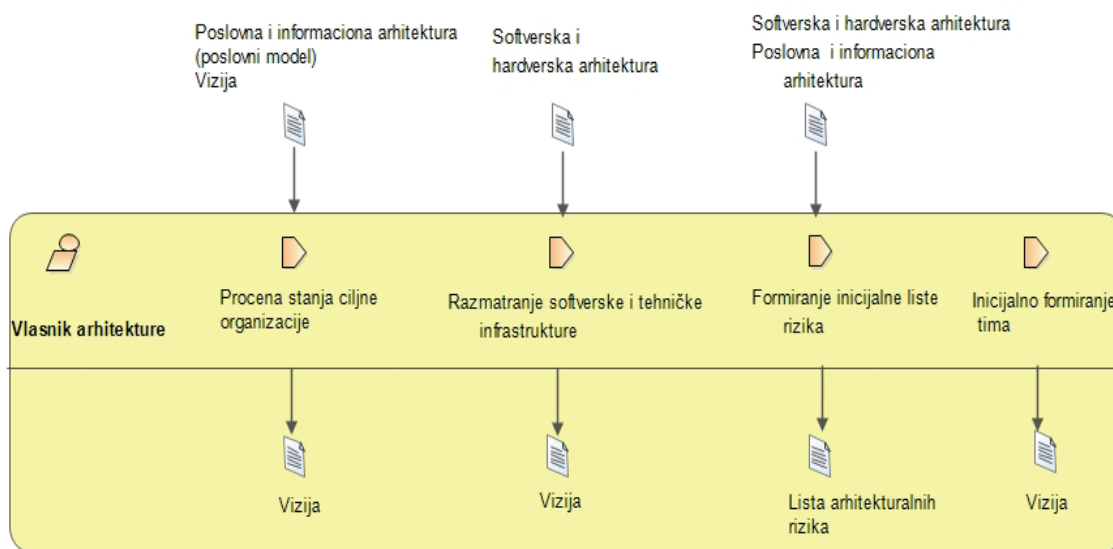 Poslovna i informaciona arhitektura
(poslovni model)
Vizija
Softverska i
hardverska arhitektura
Softverska i hardverska arhitektura
Poslovna i informaciona
arhitektura
Vlasnik arhitekture
Procena stanja ciljne
organizacije
Razmatranje softverske i tehničke
infrastrukture
Formiranje inicijalne liste
rizika
Inicijalno formiranje
tima
Vizija
Vizija
Lista arhitekturalnih
rizika
Vizija